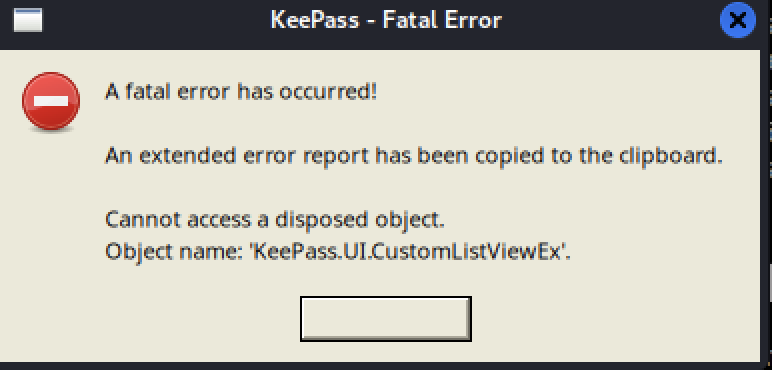 KeePass - Fatal Error
A fatal error has occurred!
An extended error report has been copied to the clipboard.
Cannot access a disposed object.
Object name: 'KeePass.UI.CustomListViewEx'.